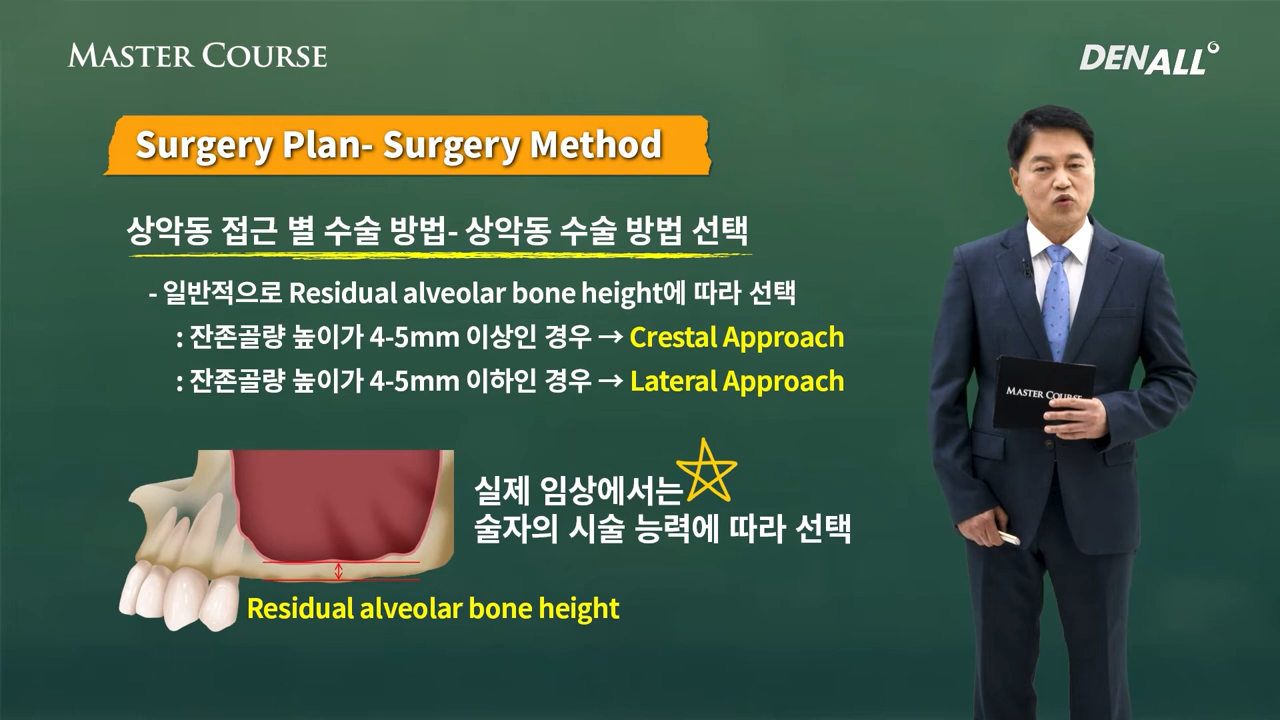 MASTER COURSE
DENALL
Surgery Plan- Surgery Method
상악동 접근 별 수술 방법- 상악동 수술 방법 선택
- 일반적으로 Residual alveolar bone height에 따라 선택
: 잔존골량 높이가 4-5mm 이상인 경우 → Crestal Approach
: 잔존골량 높이가 4-5mm 이하인 경우 → Lateral Approach
실제 임상에서는
술자의 시술 능력에 따라 선택
Residual alveolar bone height
MASTER COURSE